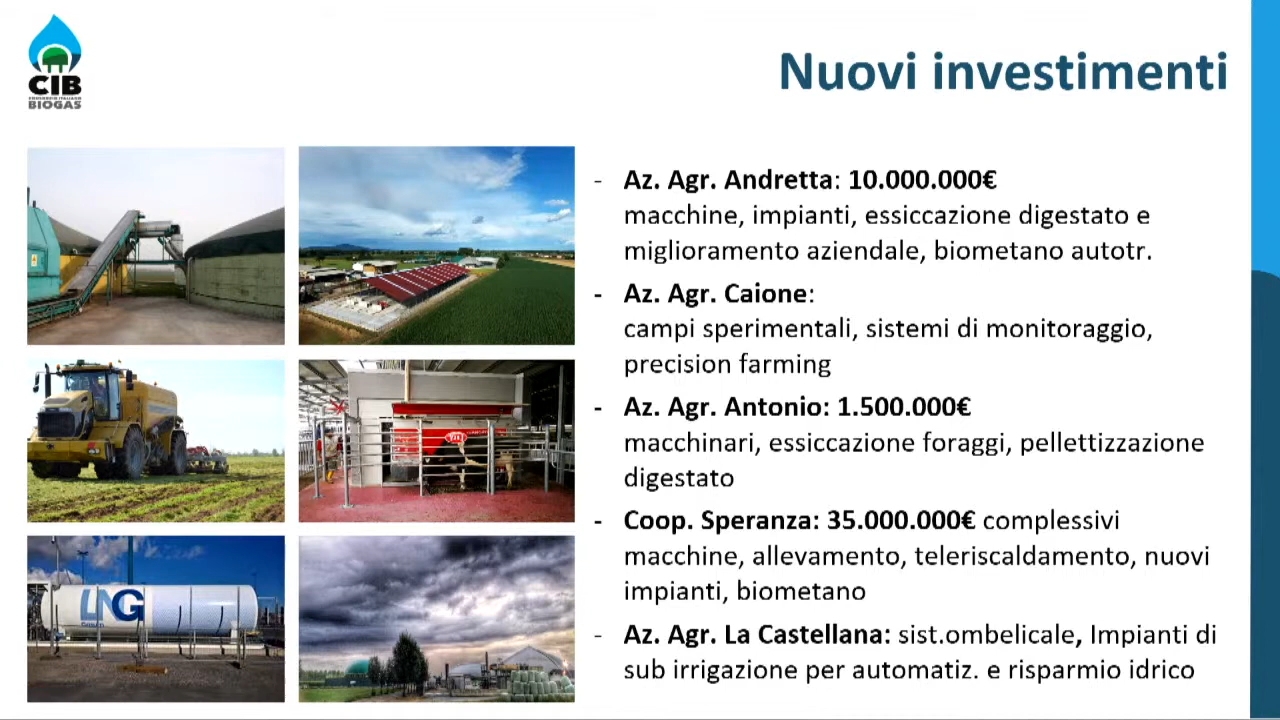 CIB
CONSORZIO ITALIANO
BIOGAS
Nuovi investimenti
- Az. Agr. Andretta: 10.000.000€
macchine, impianti, essiccazione digestato e
miglioramento aziendale, biometano autotr.
- Az. Agr. Caione:
campi sperimentali, sistemi di monitoraggio,
precision farming
- Az. Agr. Antonio: 1.500.000€
macchinari, essiccazione foraggi, pellettizzazione
digestato
- Coop. Speranza: 35.000.000€ complessivi
macchine, allevamento, teleriscaldamento, nuovi
impianti, biometano
- Az. Agr. La Castellana: sist.ombelicale, Impianti di
sub irrigazione per automatiz. e risparmio idrico
LNG